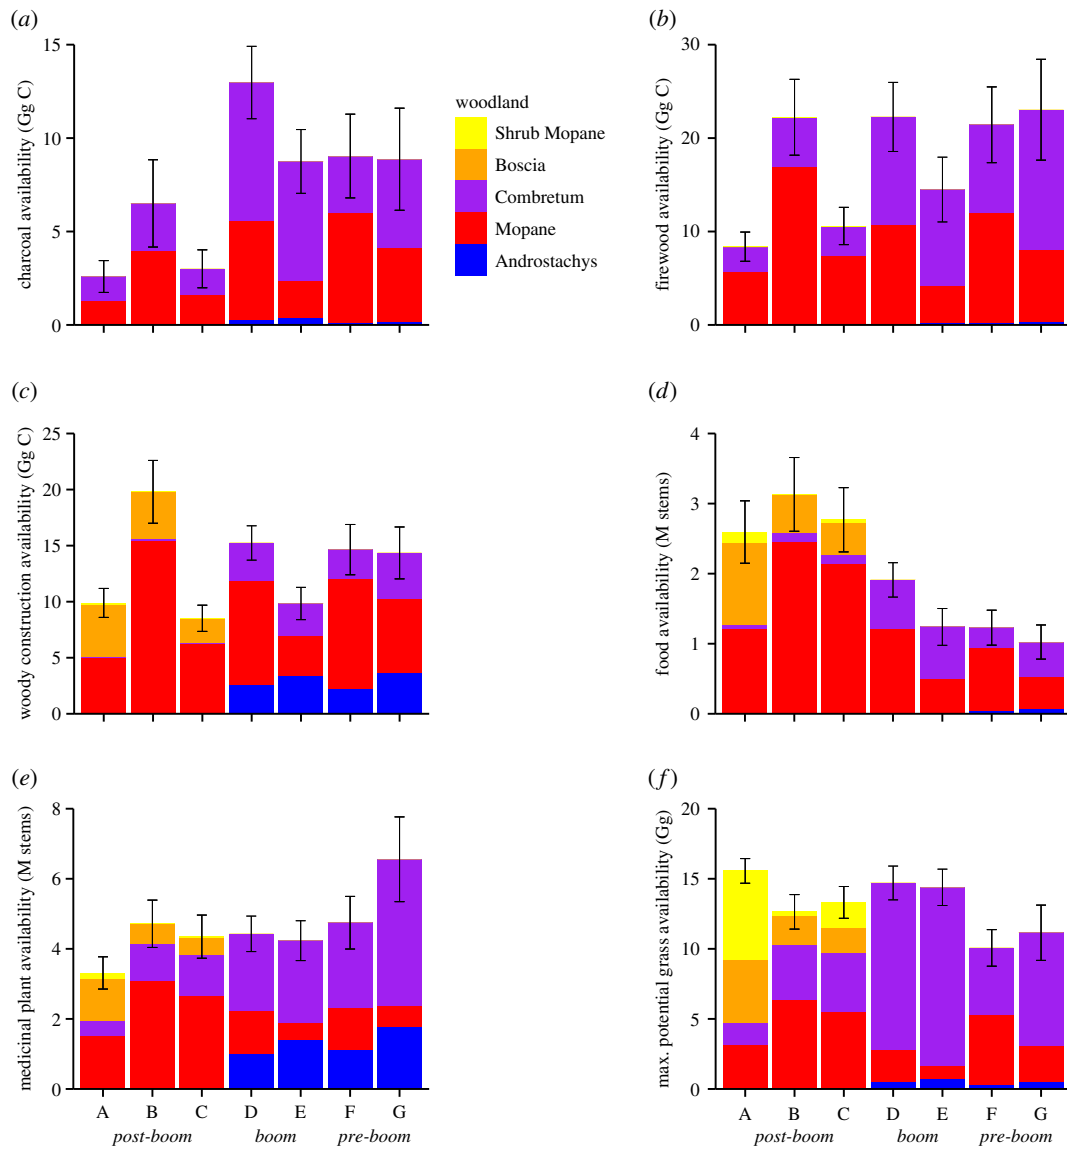 (a)
15
10
5
0
charcoal availability (Gg C)
woodland
Shrub Mopane
Boscia
Combretum
Mopane
Androstachys
(b)
30
20
10
0
firewood availability (Gg C)
(c)
25
20
15
10
5
0
woody construction availability (Gg C)
(d)
4
3
2
1
0
food availability (M stems)
(e)
8
6
4
2
0
medicinal plant availability (M stems)
A B C D E F G
post-boom boom pre-boom
(f)
20
15
10
5
0
max. potential grass availability (Gg)
A B C D E F G
post-boom boom pre-boom